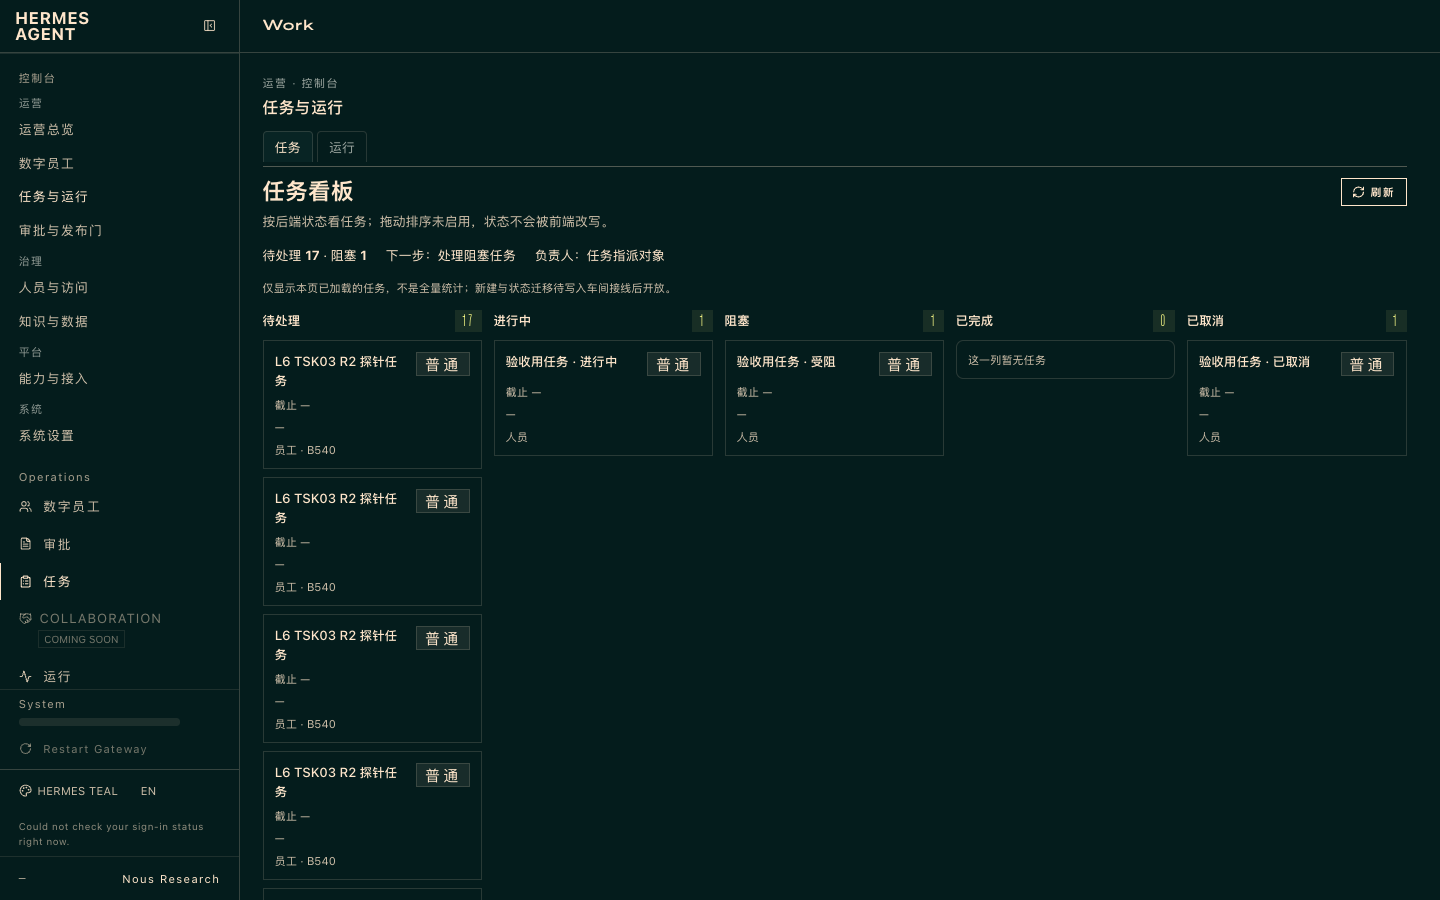 HERMES
AGENT
控制台
运营
运营总览
数字员工
任务与运行
审批与发布门
治理
人员与访问
知识与数据
平台
能力与接入
系统
系统设置
Operations
数字员工
审批
任务
COLLABORATION
COMING SOON
运行
System
Restart Gateway
HERMES TEAL EN
Could not check your sign-in status
right now.
— Nous Research
Work
运营 · 控制台
任务与运行
任务 运行
任务看板
刷新
按后端状态看任务；拖动排序未启用，状态不会被前端改写。
待处理 17 · 阻塞 1 下一步：处理阻塞任务 负责人：任务指派对象
仅显示本页已加载的任务，不是全量统计；新建与状态迁移待写入车间接线后开放。
待处理 17
L6 TSK03 R2 探针任
务
普通
截止 —
—
员工 · B540
L6 TSK03 R2 探针任
务
普通
截止 —
—
员工 · B540
L6 TSK03 R2 探针任
务
普通
截止 —
—
员工 · B540
L6 TSK03 R2 探针任
务
普通
截止 —
—
员工 · B540
进行中 1
验收用任务 · 进行中 普通
截止 —
—
人员
阻塞 1
验收用任务 · 受阻 普通
截止 —
—
人员
已完成 0
这一列暂无任务
已取消 1
验收用任务 · 已取消 普通
截止 —
—
人员